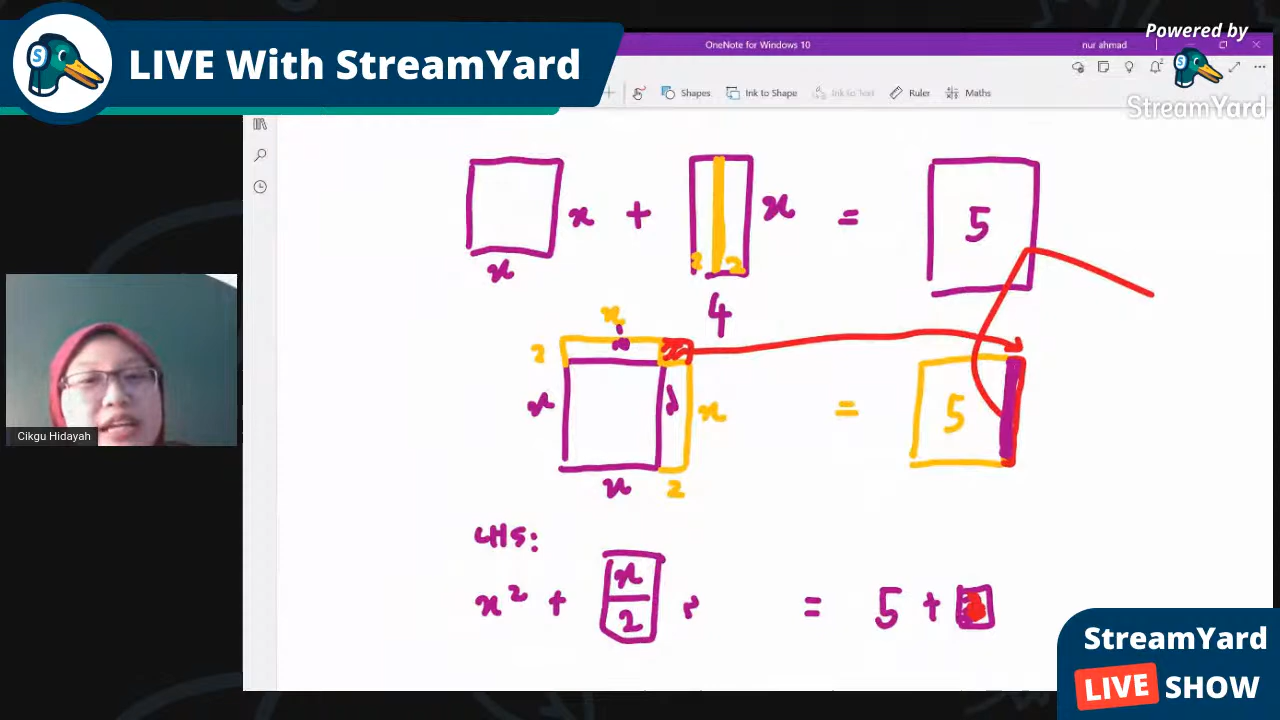 LIVE With StreamYard
Powered by
StreamYard
OneNote for Windows 10
nur ahmad
Shapes
Ink to Shape
Ink to Text
Ruler
Maths
x + x = 5
x
2 2
4
x
2
x x = 5
x 2
LHS:
x² + x/2 = 5 +
Cikgu Hidayah
StreamYard
LIVE SHOW